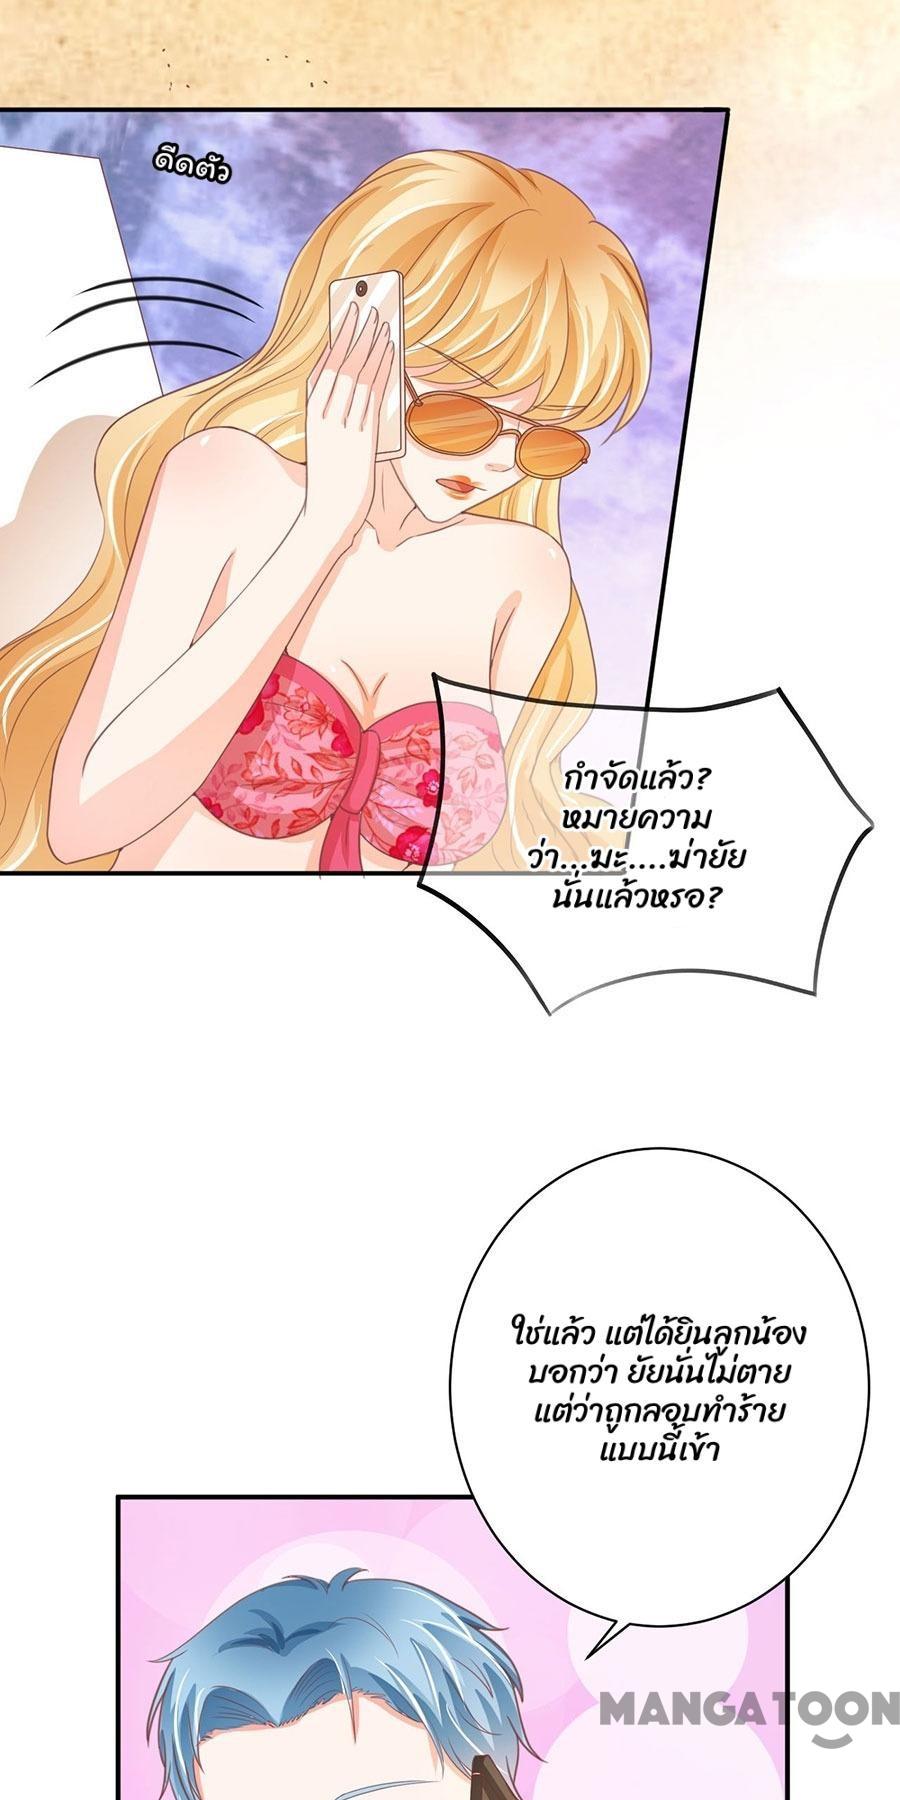 ดีดตัว
กำจัดแล้ว?
หมายความ
ว่า...ฆะ....ฆ่ายัย
นั่นแล้วหรอ?
ใช่แล้ว แต่ได้ยินลูกน้อง
บอกว่า ยัยนั่นไม่ตาย
แต่ว่าถูกลอบทำร้าย
แบบนี้เข้า
MANGATOON